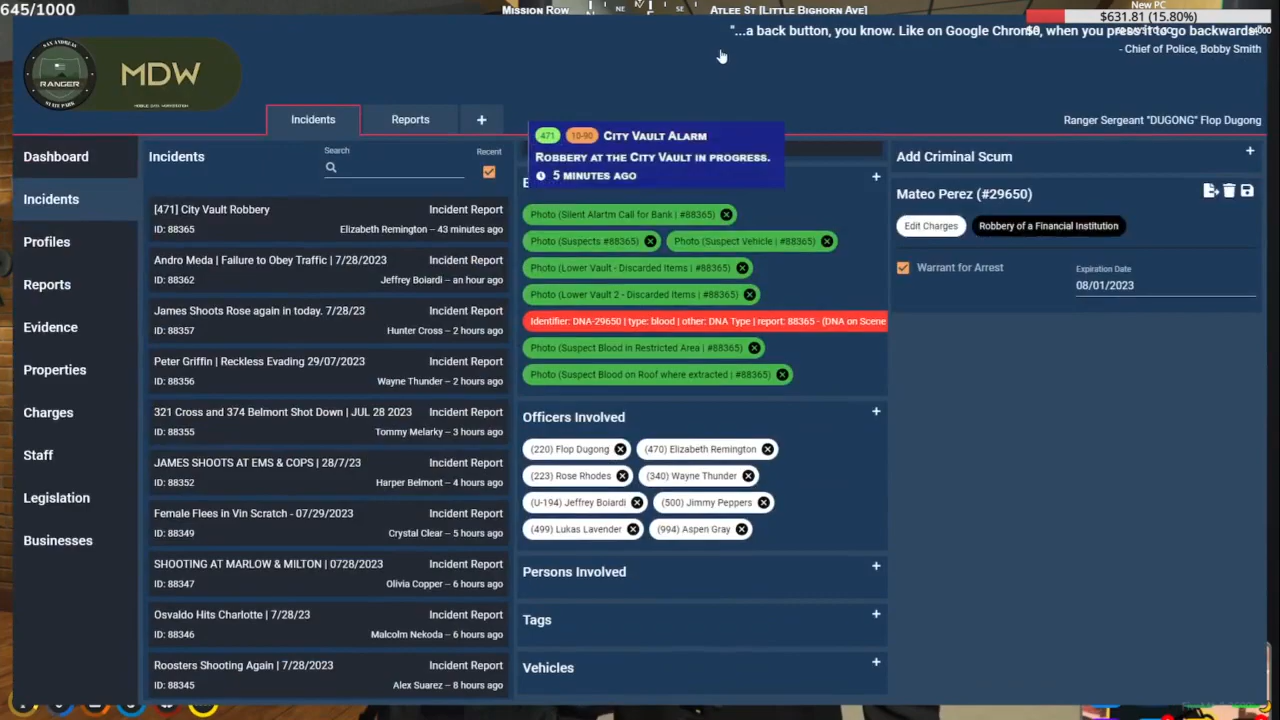 645/1000
Mission Row
NE
SE
Atlee St [Little Bighorn Ave]
New PC
$631.81 (15.80%)
"...a back button, you know. Like on Google Chrome, when you press it to go backwards."
- Chief of Police, Bobby Smith
SAN ANDREAS
RANGER
STATE PARK
MDW
Incidents
Reports
+
Ranger Sergeant "DUGONG" Flop Dugong
Dashboard
Incidents
Profiles
Reports
Evidence
Properties
Charges
Staff
Legislation
Businesses
Incidents
Search
Recent
[471] City Vault Robbery Incident Report
ID: 88365 Elizabeth Remington – 43 minutes ago
Andro Meda | Failure to Obey Traffic | 7/28/2023 Incident Report
ID: 88362 Jeffrey Boiardi – an hour ago
James Shoots Rose again in today. 7/28/23 Incident Report
ID: 88357 Hunter Cross – 2 hours ago
Peter Griffin | Reckless Evading 29/07/2023 Incident Report
ID: 88356 Wayne Thunder – 2 hours ago
321 Cross and 374 Belmont Shot Down | JUL 28 2023 Incident Report
ID: 88355 Tommy Melarky – 3 hours ago
JAMES SHOOTS AT EMS & COPS | 28/7/23 Incident Report
ID: 88352 Harper Belmont – 4 hours ago
Female Flees in Vin Scratch - 07/29/2023 Incident Report
ID: 88349 Crystal Clear – 5 hours ago
SHOOTING AT MARLOW & MILTON | 0728/2023 Incident Report
ID: 88347 Olivia Copper – 6 hours ago
Osvaldo Hits Charlotte | 7/28/23 Incident Report
ID: 88346 Malcolm Nekoda – 6 hours ago
Roosters Shooting Again | 7/28/2023 Incident Report
ID: 88345 Alex Suarez – 8 hours ago
471 10-90 City Vault Alarm
Robbery at the City Vault in progress.
5 minutes ago
Photo (Silent Alartm Call for Bank | #88365)
Photo (Suspects #88365) Photo (Suspect Vehicle | #88365)
Photo (Lower Vault - Discarded Items | #88365)
Photo (Lower Vault 2 - Discarded Items | #88365)
Identifier: DNA-29650 | type: blood | other: DNA Type | report: 88365 - (DNA on Scene
Photo (Suspect Blood in Restricted Area | #88365)
Photo (Suspect Blood on Roof where extracted | #88365)
Officers Involved +
(220) Flop Dugong (470) Elizabeth Remington
(223) Rose Rhodes (340) Wayne Thunder
(U-194) Jeffrey Boiardi (500) Jimmy Peppers
(499) Lukas Lavender (994) Aspen Gray
Persons Involved +
Tags +
Vehicles +
Add Criminal Scum +
Mateo Perez (#29650)
Edit Charges Robbery of a Financial Institution
Warrant for Arrest
Expiration Date
08/01/2023